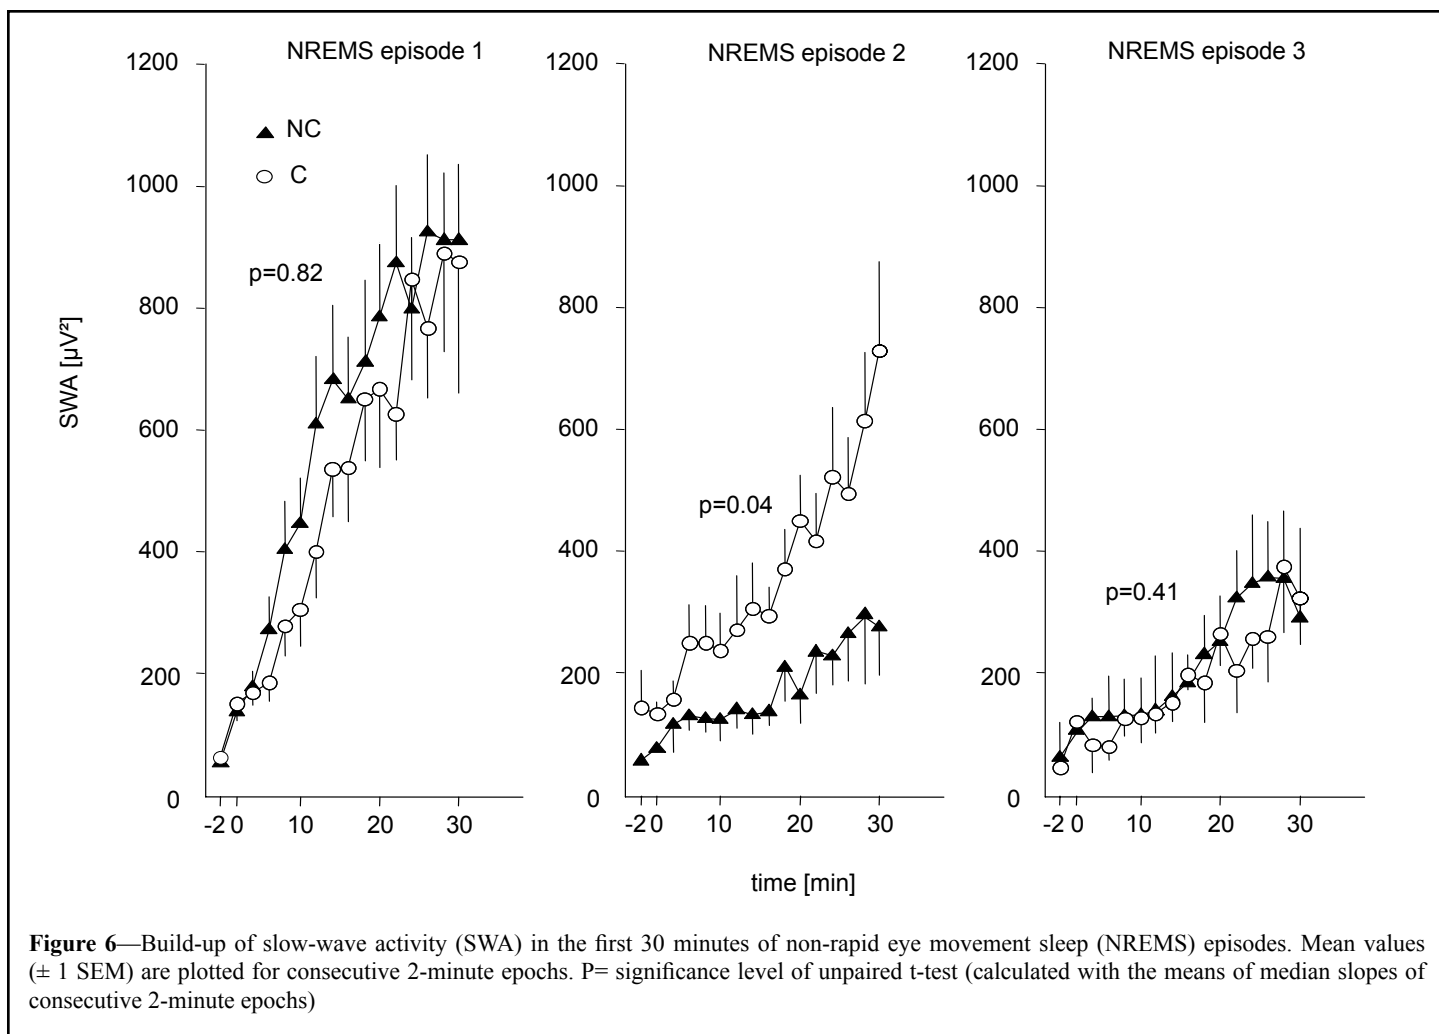 NREMS episode 1
NREMS episode 2
NREMS episode 3
1200
1000
800
600
400
200
0
NC
C
p=0.82
-2 0 10 20 30
1200
1000
800
600
400
200
0
p=0.04
-2 0 10 20 30
1200
1000
800
600
400
200
0
p=0.41
-2 0 10 20 30
SWA [µV²]
time [min]
Figure 6—Build-up of slow-wave activity (SWA) in the first 30 minutes of non-rapid eye movement sleep (NREMS) episodes. Mean values
(± 1 SEM) are plotted for consecutive 2-minute epochs. P= significance level of unpaired t-test (calculated with the means of median slopes of
consecutive 2-minute epochs)